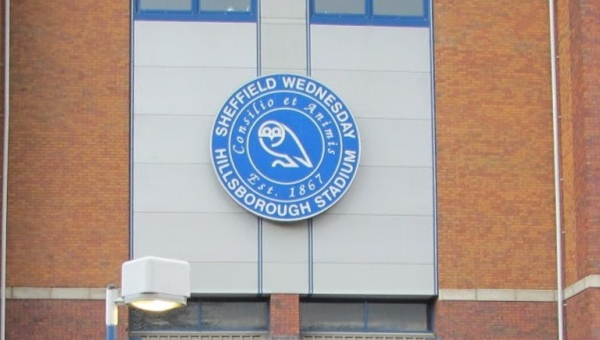 SHEFFIELD WEDNESDAY
Consilio et Animis
Est. 1867
HILLSBOROUGH STADIUM